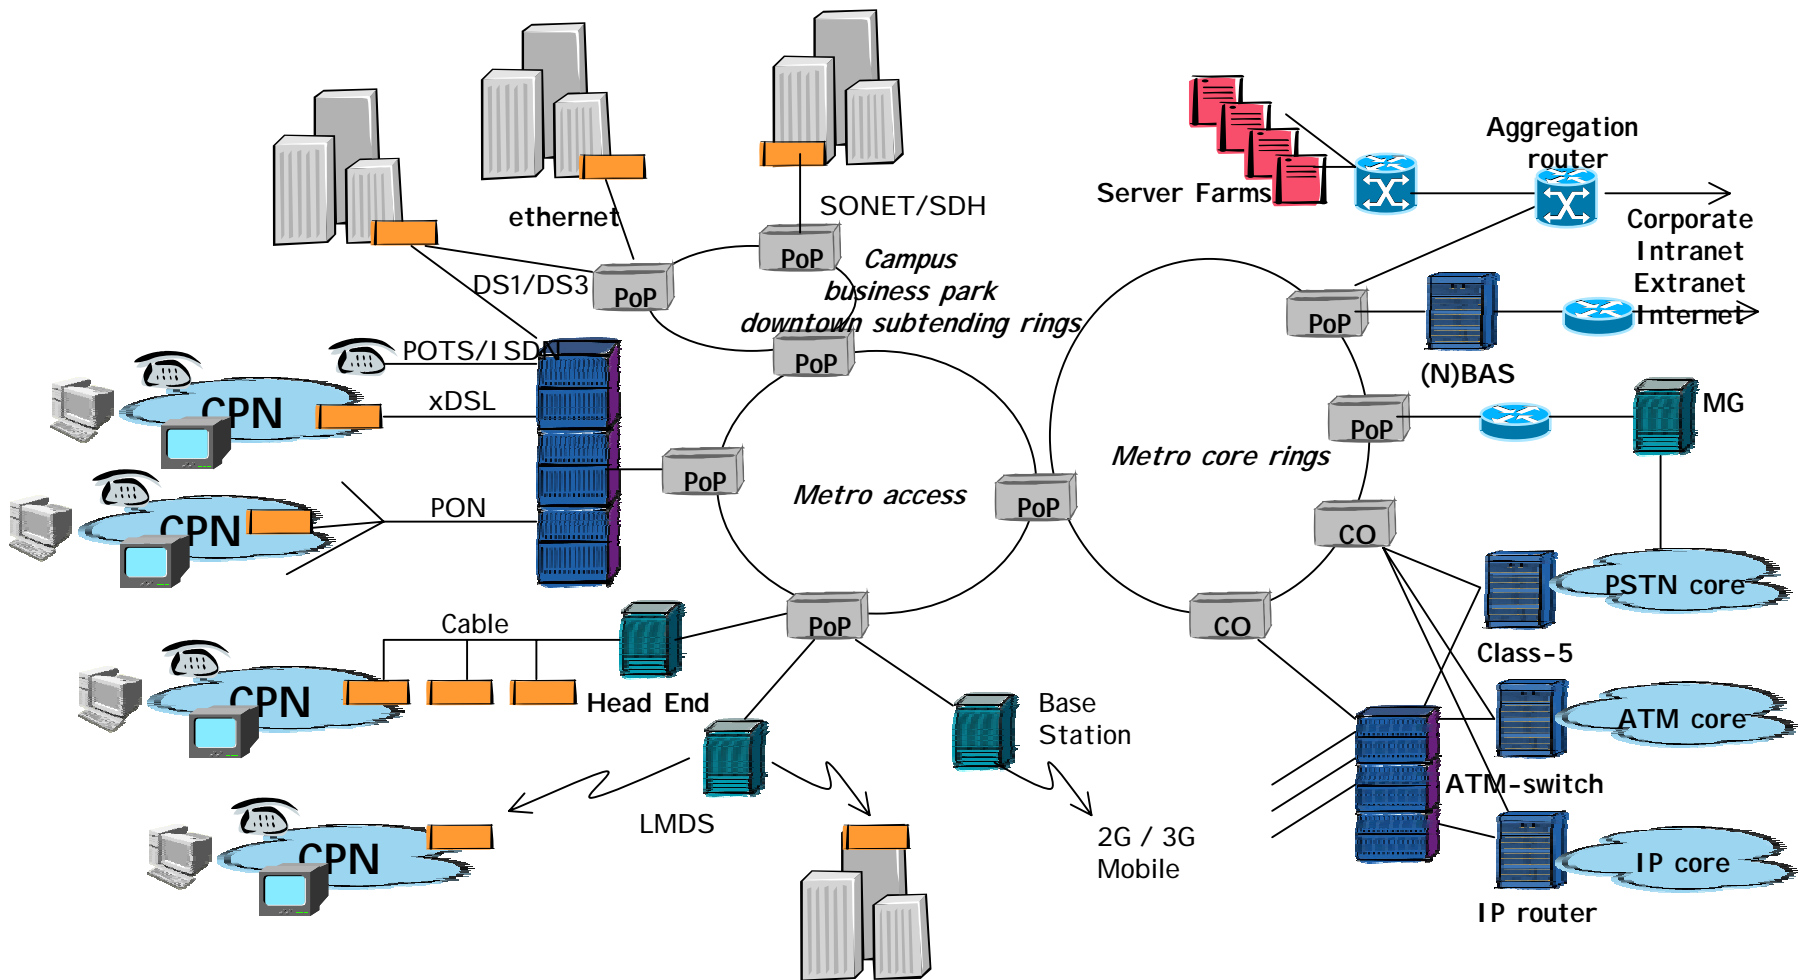 Aggregation
router
Server Farms
SONET/SDH
ethernet
Corporate
Intranet
Extranet
Internet
PoP
Campus
business park
downtown subtending rings
DS1/DS3
PoP
PoP
PoP
POTS/ISDN
(N)BAS
MG
CPN
xDSL
PoP
Metro core rings
PoP
Metro access
PoP
CPN
PON
CO
PSTN core
Cable
PoP
CO
Class-5
CPN
Head End
Base
Station
ATM core
ATM-switch
LMDS
2G / 3G
Mobile
CPN
IP core
IP router